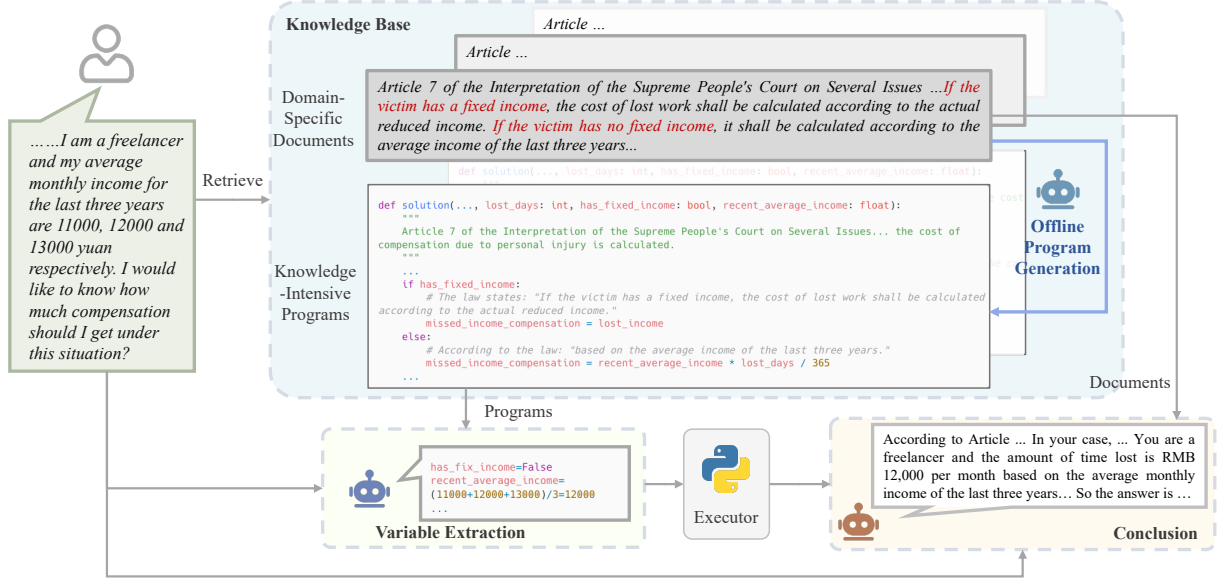 Knowledge Base
Article …
Article …
Domain-
Specific
Documents
Article 7 of the Interpretation of the Supreme People's Court on Several Issues …If the
victim has a fixed income, the cost of lost work shall be calculated according to the actual
reduced income. If the victim has no fixed income, it shall be calculated according to the
average income of the last three years...
……I am a freelancer
and my average
monthly income for
the last three years
are 11000, 12000 and
13000 yuan
respectively. I would
like to know how
much compensation
should I get under
this situation?
Retrieve
def solution(..., lost_days: int, has_fixed_income: bool, recent_average_income: float):
Offline
Program
Generation
Knowledge
-Intensive
Programs
def solution(..., lost_days: int, has_fixed_income: bool, recent_average_income: float):
"""
Article 7 of the Interpretation of the Supreme People's Court on Several Issues... the cost of
compensation due to personal injury is calculated.
"""
...
if has_fixed_income:
# The law states: "If the victim has a fixed income, the cost of lost work shall be calculated
according to the actual reduced income."
missed_income_compensation = lost_income
else:
# According to the law: "based on the average income of the last three years."
missed_income_compensation = recent_average_income * lost_days / 365
...
Programs
Documents
has_fix_income=False
recent_average_income=
(11000+12000+13000)/3=12000
...
Variable Extraction
Executor
According to Article ... In your case, ... You are a
freelancer and the amount of time lost is RMB
12,000 per month based on the average monthly
income of the last three years… So the answer is …
Conclusion